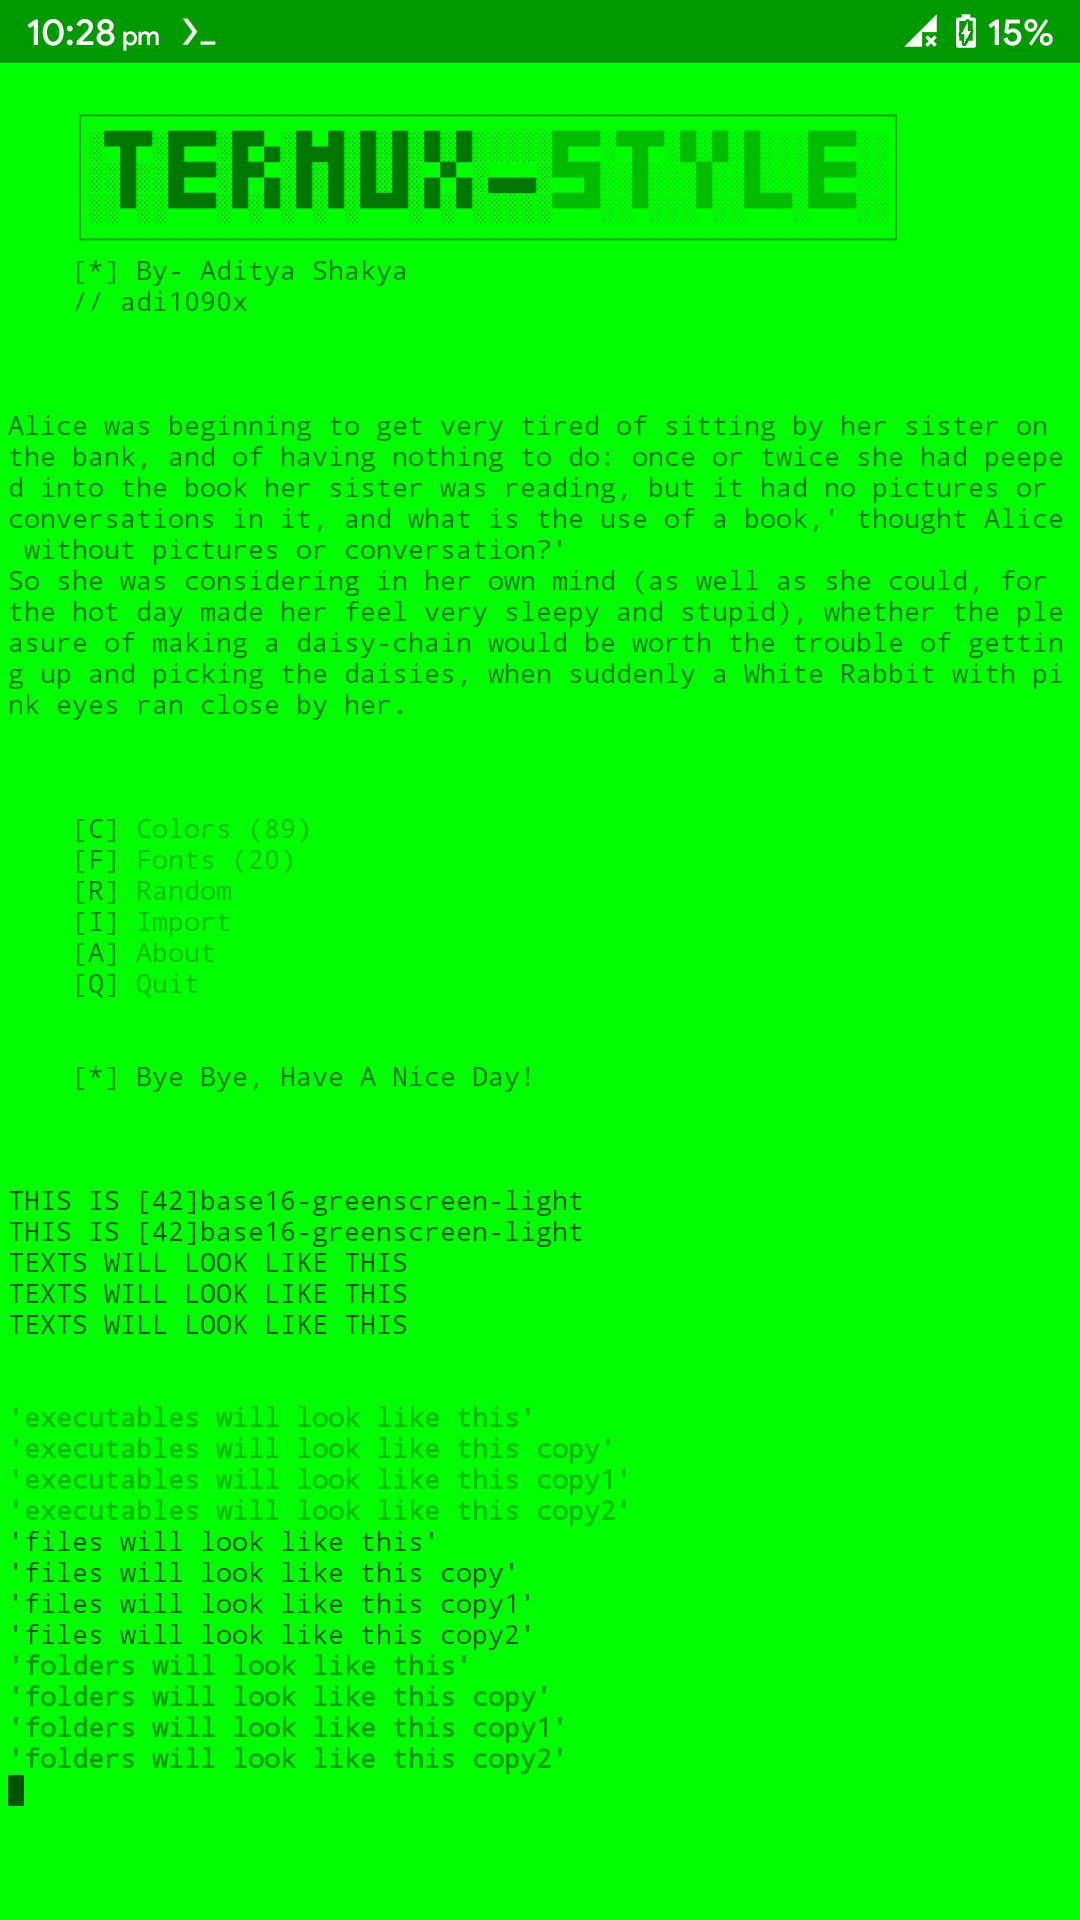 10:28 pm 15%
TERMUX-STYLE
[*] By- Aditya Shakya
// adi1090x
Alice was beginning to get very tired of sitting by her sister on
the bank, and of having nothing to do: once or twice she had peepe
d into the book her sister was reading, but it had no pictures or
conversations in it, and what is the use of a book,' thought Alice
without pictures or conversation?'
So she was considering in her own mind (as well as she could, for
the hot day made her feel very sleepy and stupid), whether the ple
asure of making a daisy-chain would be worth the trouble of gettin
g up and picking the daisies, when suddenly a White Rabbit with pi
nk eyes ran close by her.
[C] Colors (89)
[F] Fonts (20)
[R] Random
[I] Import
[A] About
[Q] Quit
[*] Bye Bye, Have A Nice Day!
THIS IS [42]base16-greenscreen-light
THIS IS [42]base16-greenscreen-light
TEXTS WILL LOOK LIKE THIS
TEXTS WILL LOOK LIKE THIS
TEXTS WILL LOOK LIKE THIS
'executables will look like this'
'executables will look like this copy'
'executables will look like this copy1'
'executables will look like this copy2'
'files will look like this'
'files will look like this copy'
'files will look like this copy1'
'files will look like this copy2'
'folders will look like this'
'folders will look like this copy'
'folders will look like this copy1'
'folders will look like this copy2'